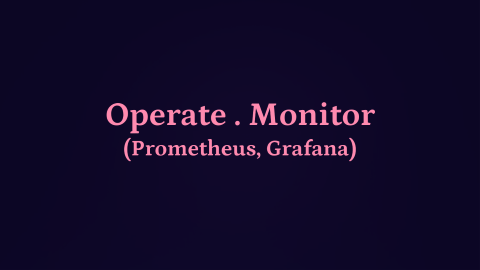 Operate . Monitor
(Prometheus, Grafana)